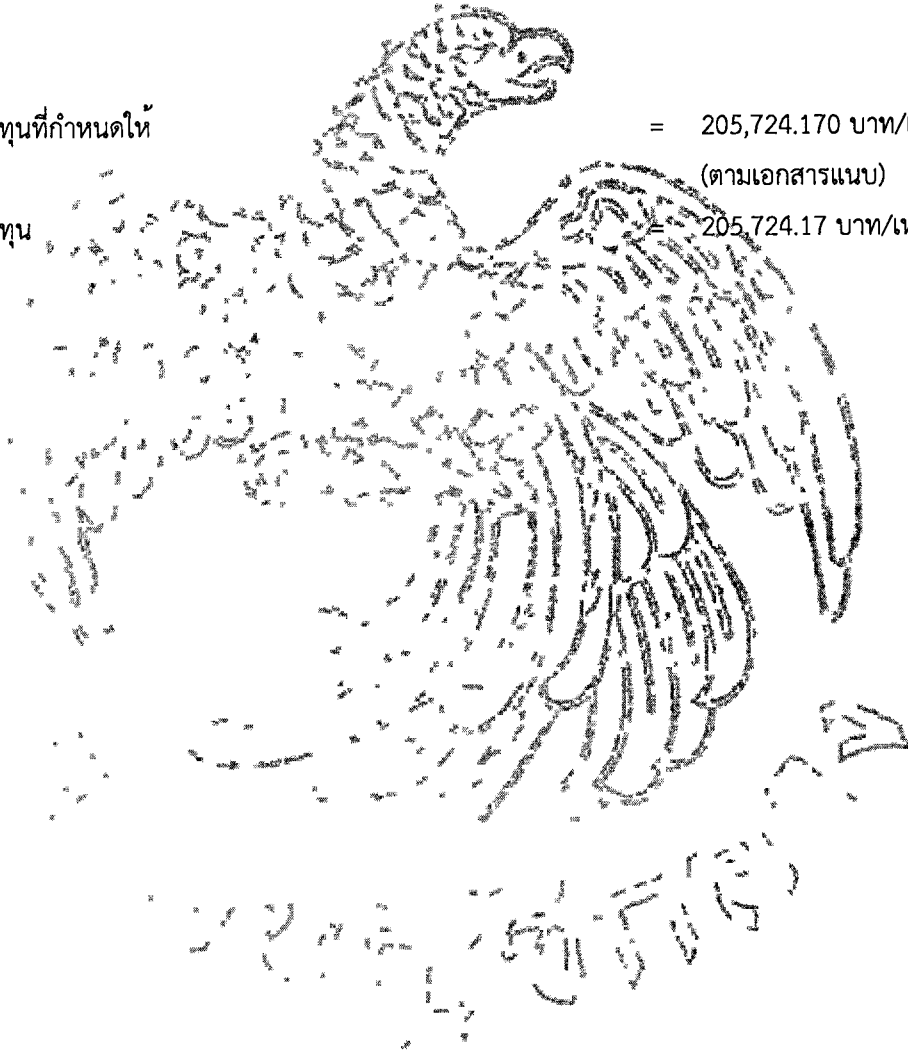 ทุนที่กำหนดให้ = 205,724.170 บาท/
(ตามเอกสารแนบ)
ทุน = 205,724.17 บาท/